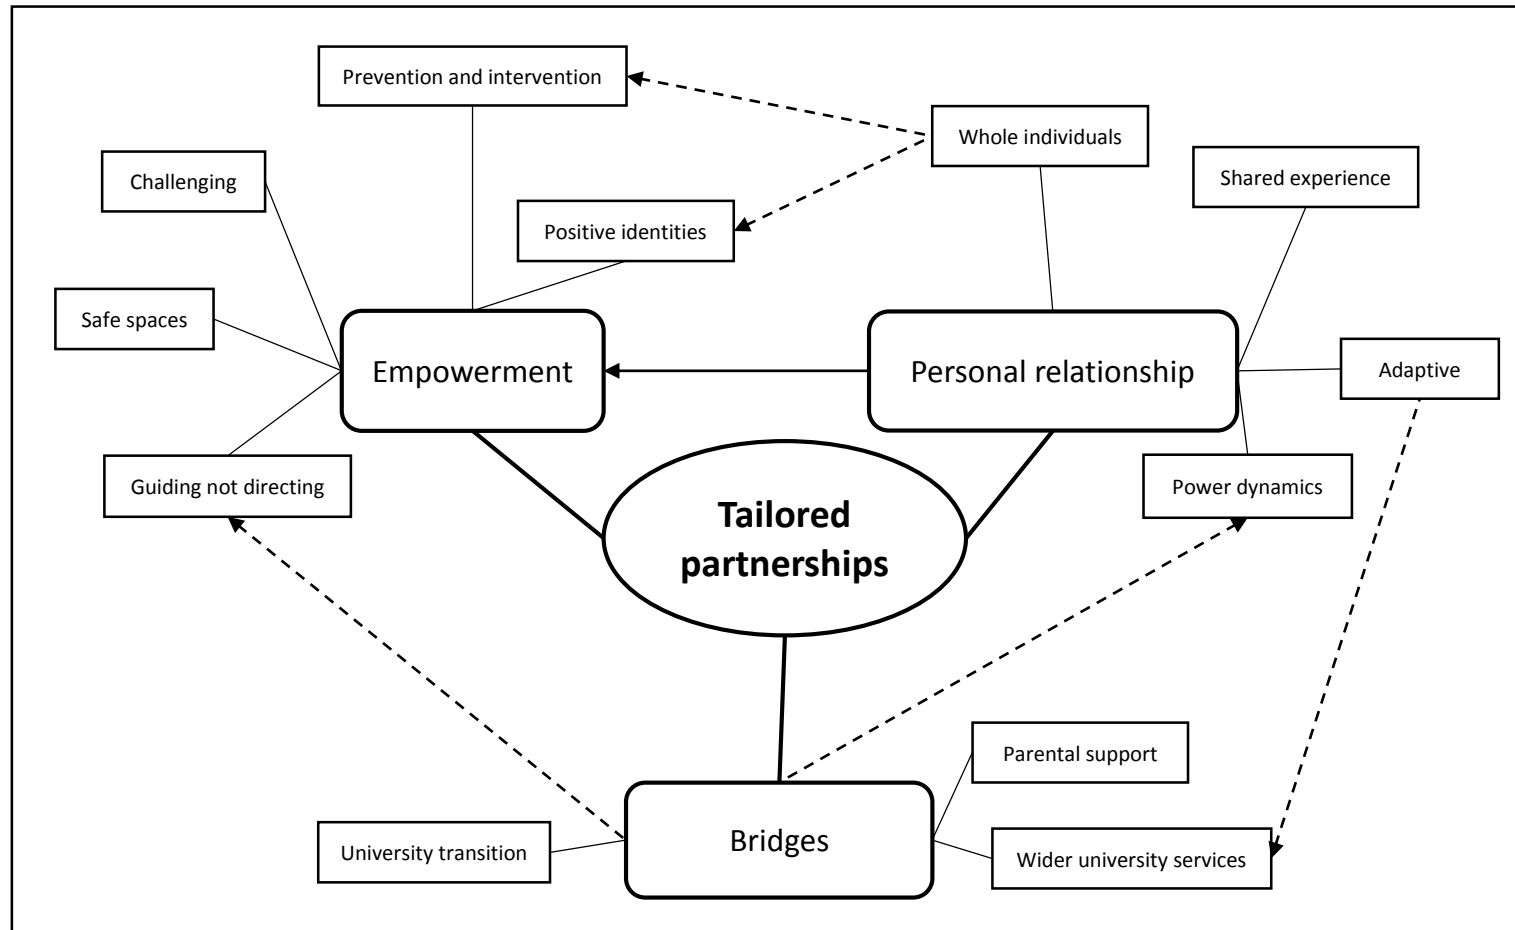 Prevention and intervention
Whole individuals
Challenging
Shared experience
Positive identities
Safe spaces
Empowerment
Personal relationship
Adaptive
Guiding not directing
Power dynamics
Tailored
partnerships
Parental support
University transition
Bridges
Wider university services